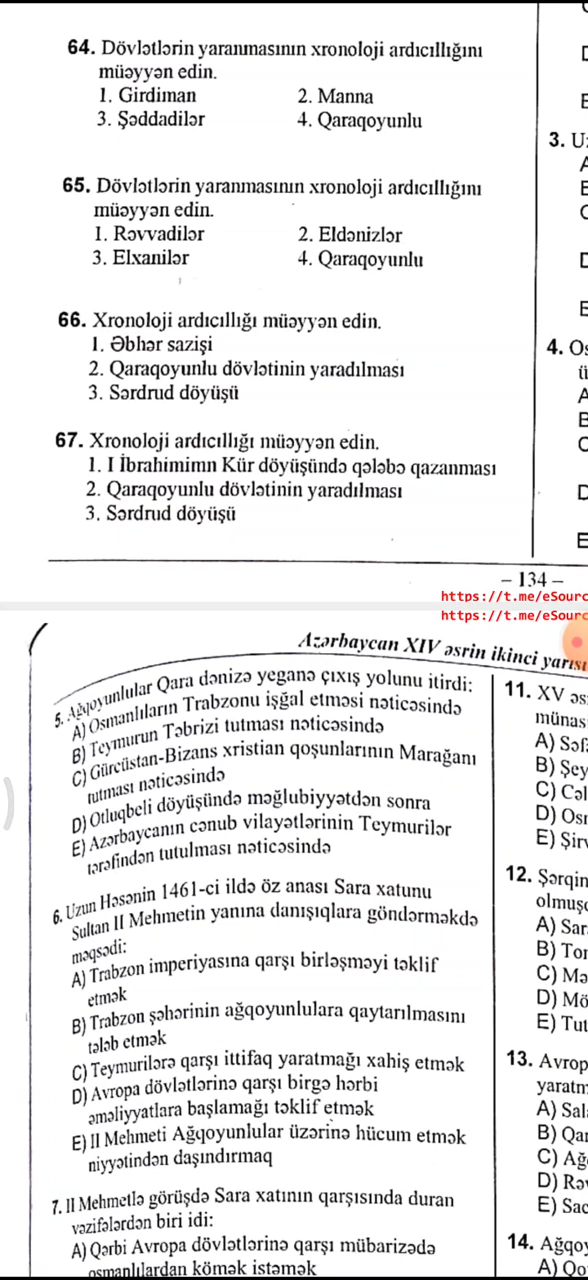 64. Dövlətlərin yaranmasının xronoloji ardıcıllığını
müəyyən edin.
1. Girdiman 2. Manna
3. Şəddadilər 4. Qaraqoyunlu
65. Dövlətlərin yaranmasının xronoloji ardıcıllığını
müəyyən edin.
1. Rəvvadilər 2. Eldənizlər
3. Elxanilər 4. Qaraqoyunlu
66. Xronoloji ardıcıllığı müəyyən edin.
1. Əbhər sazişi
2. Qaraqoyunlu dövlətinin yaradılması
3. Sərdrud döyüşü
67. Xronoloji ardıcıllığı müəyyən edin.
1. I İbrahimimn Kür döyüşündə qələbə qazanması
2. Qaraqoyunlu dövlətinin yaradılması
3. Sərdrud döyüşü
3. U
A
E
C
E
4. Os
ü
A
B
C
D
E
– 134 –
https://t.me/eSourc
https://t.me/eSourc
Azərbaycan XIV əsrin ikinci yarısı
5. Ağqoyunlular Qara dənizə yeganə çıxış yolunu itirdi:
A) Osmanlıların Trabzonu işğal etməsi nəticəsində
B) Teymurun Təbrizi tutması nəticəsində
C) Gürcüstan-Bizans xristian qoşunlarının Marağanı
tutması nəticəsində
D) Otluqbeli döyüşündə məğlubiyyətdən sonra
E) Azərbaycanın cənub vilayətlərinin Teymurilər
tərəfindən tutulması nəticəsində
6. Uzun Həsənin 1461-ci ildə öz anası Sara xatunu
Sultan II Mehmetin yanına danışıqlara göndərməkdə
məqsədi:
A) Trabzon imperiyasına qarşı birləşməyi təklif
etmək
B) Trabzon şəhərinin ağqoyunlulara qaytarılmasını
tələb etmək
C) Teymurilərə qarşı ittifaq yaratmağı xahiş etmək
D) Avropa dövlətlərinə qarşı birgə hərbi
əməliyyatlara başlamağı təklif etmək
E) II Mehmeti Ağqoyunlular üzərinə hücum etmək
niyyətindən daşındırmaq
7. II Mehmetlə görüşdə Sara xatının qarşısında duran
vəzifələrdən biri idi:
A) Qərbi Avropa dövlətlərinə qarşı mübarizədə
osmanlılardan kömək istəmək
11. XV əs
münas
A) Səf
B) Şey
C) Cəl
D) Osı
E) Şirv
12. Şərqin
olmuşd
A) Sar
B) Tor
C) Mə
D) Mö
E) Tut
13. Avrop
yaratm
A) Sal
B) Qar
C) Ağ
D) Rəv
E) Sac
14. Ağqoy
A) Qo